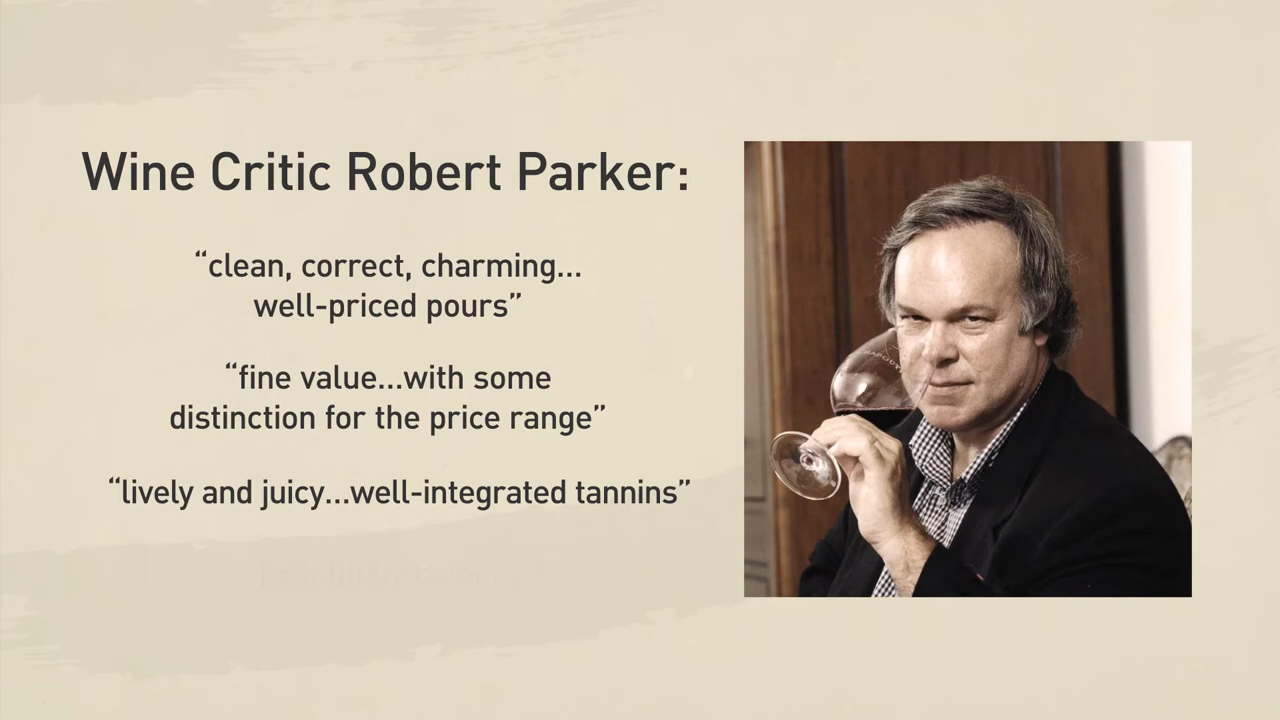 Wine Critic Robert Parker:
“clean, correct, charming...
well-priced pours”
“fine value...with some
distinction for the price range”
“lively and juicy...well-integrated tannins”